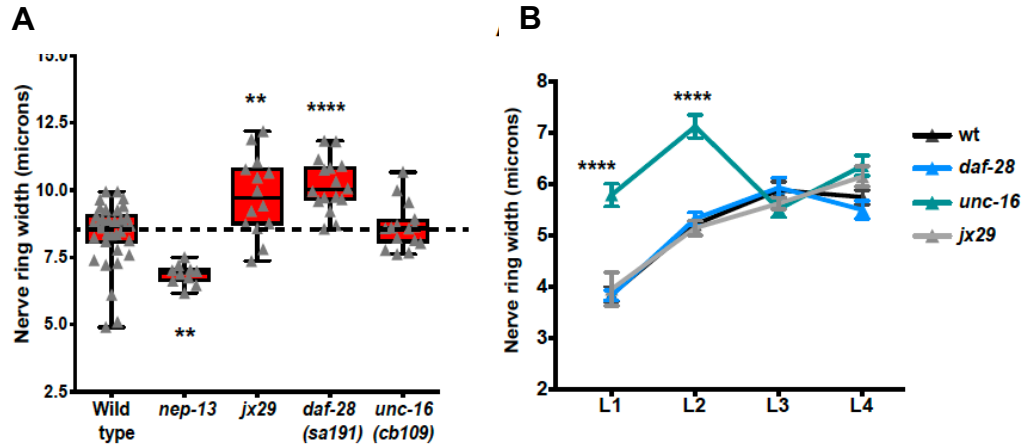 A
Nerve ring width (microns)
15.0
12.5
10.0
7.5
5.0
2.5
**
****
**
Wild type
nep-13
jx29
daf-28 (sa191)
unc-16 (cb109)
B
Nerve ring width (microns)
8
7
6
5
4
3
2
****
****
L1 L2 L3 L4
wt
daf-28
unc-16
jx29